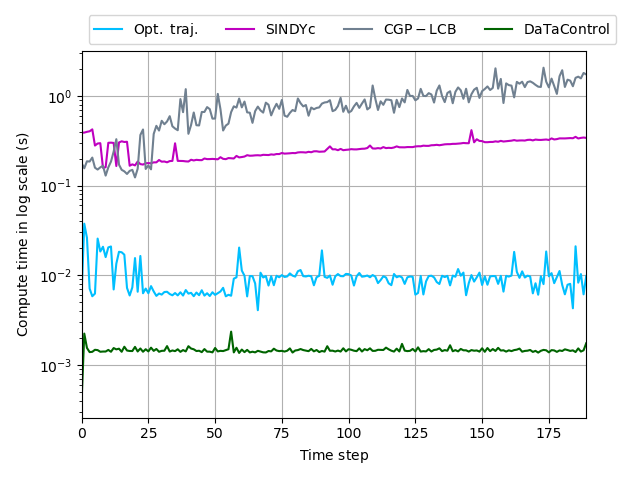 Opt. traj. SINDYc CGP − LCB DaTaControl
Compute time in log scale (s)
10⁰
10⁻¹
10⁻²
10⁻³
0 25 50 75 100 125 150 175
Time step